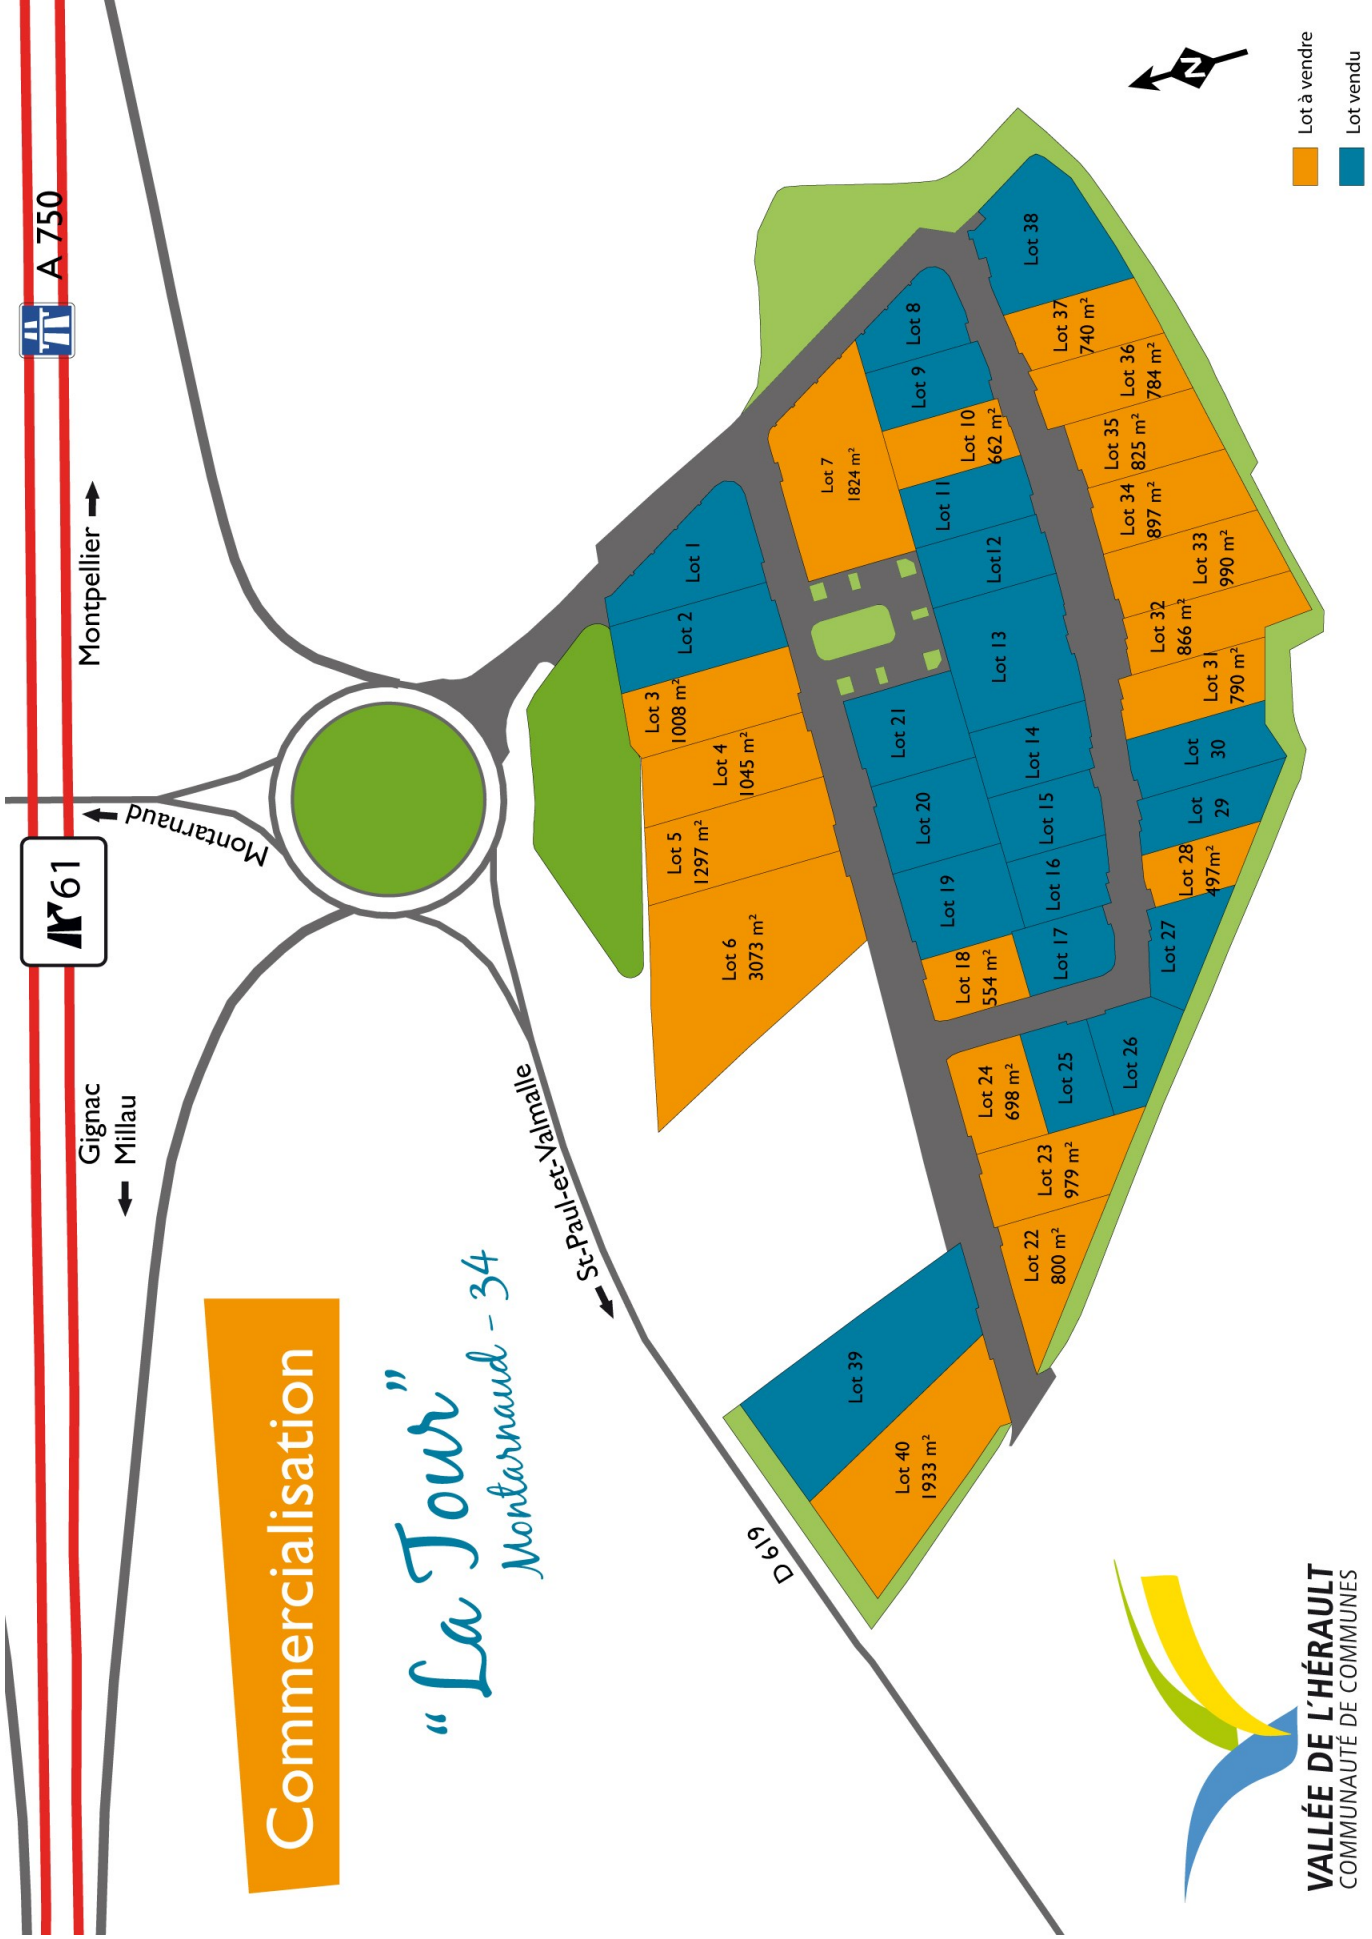 A 750
61
Montpellier
Gignac
Millau
Montarnaud
Montarnaud
St-Paul-et-Valmalle
D 619
Commercialisation
“La Tour”
Montarnaud - 34
Lot 1
Lot 2
Lot 3
1008 m²
Lot 4
1045 m²
Lot 5
1297 m²
Lot 6
3073 m²
Lot 7
1824 m²
Lot 8
Lot 9
Lot 10
662 m²
Lot 11
Lot12
Lot 13
Lot 14
Lot 15
Lot 16
Lot 17
Lot 18
554 m²
Lot 19
Lot 20
Lot 21
Lot 22
800 m²
Lot 23
979 m²
Lot 24
698 m²
Lot 25
Lot 26
Lot 27
Lot 28
497m²
Lot
29
Lot
30
Lot 31
790 m²
Lot 32
866 m²
Lot 33
990 m²
Lot 34
897 m²
Lot 35
825 m²
Lot 36
784 m²
Lot 37
740 m²
Lot 38
Lot 39
Lot 40
1933 m²
N
Lot à vendre
Lot vendu
VALLÉE DE L'HÉRAULT
COMMUNAUTÉ DE COMMUNES